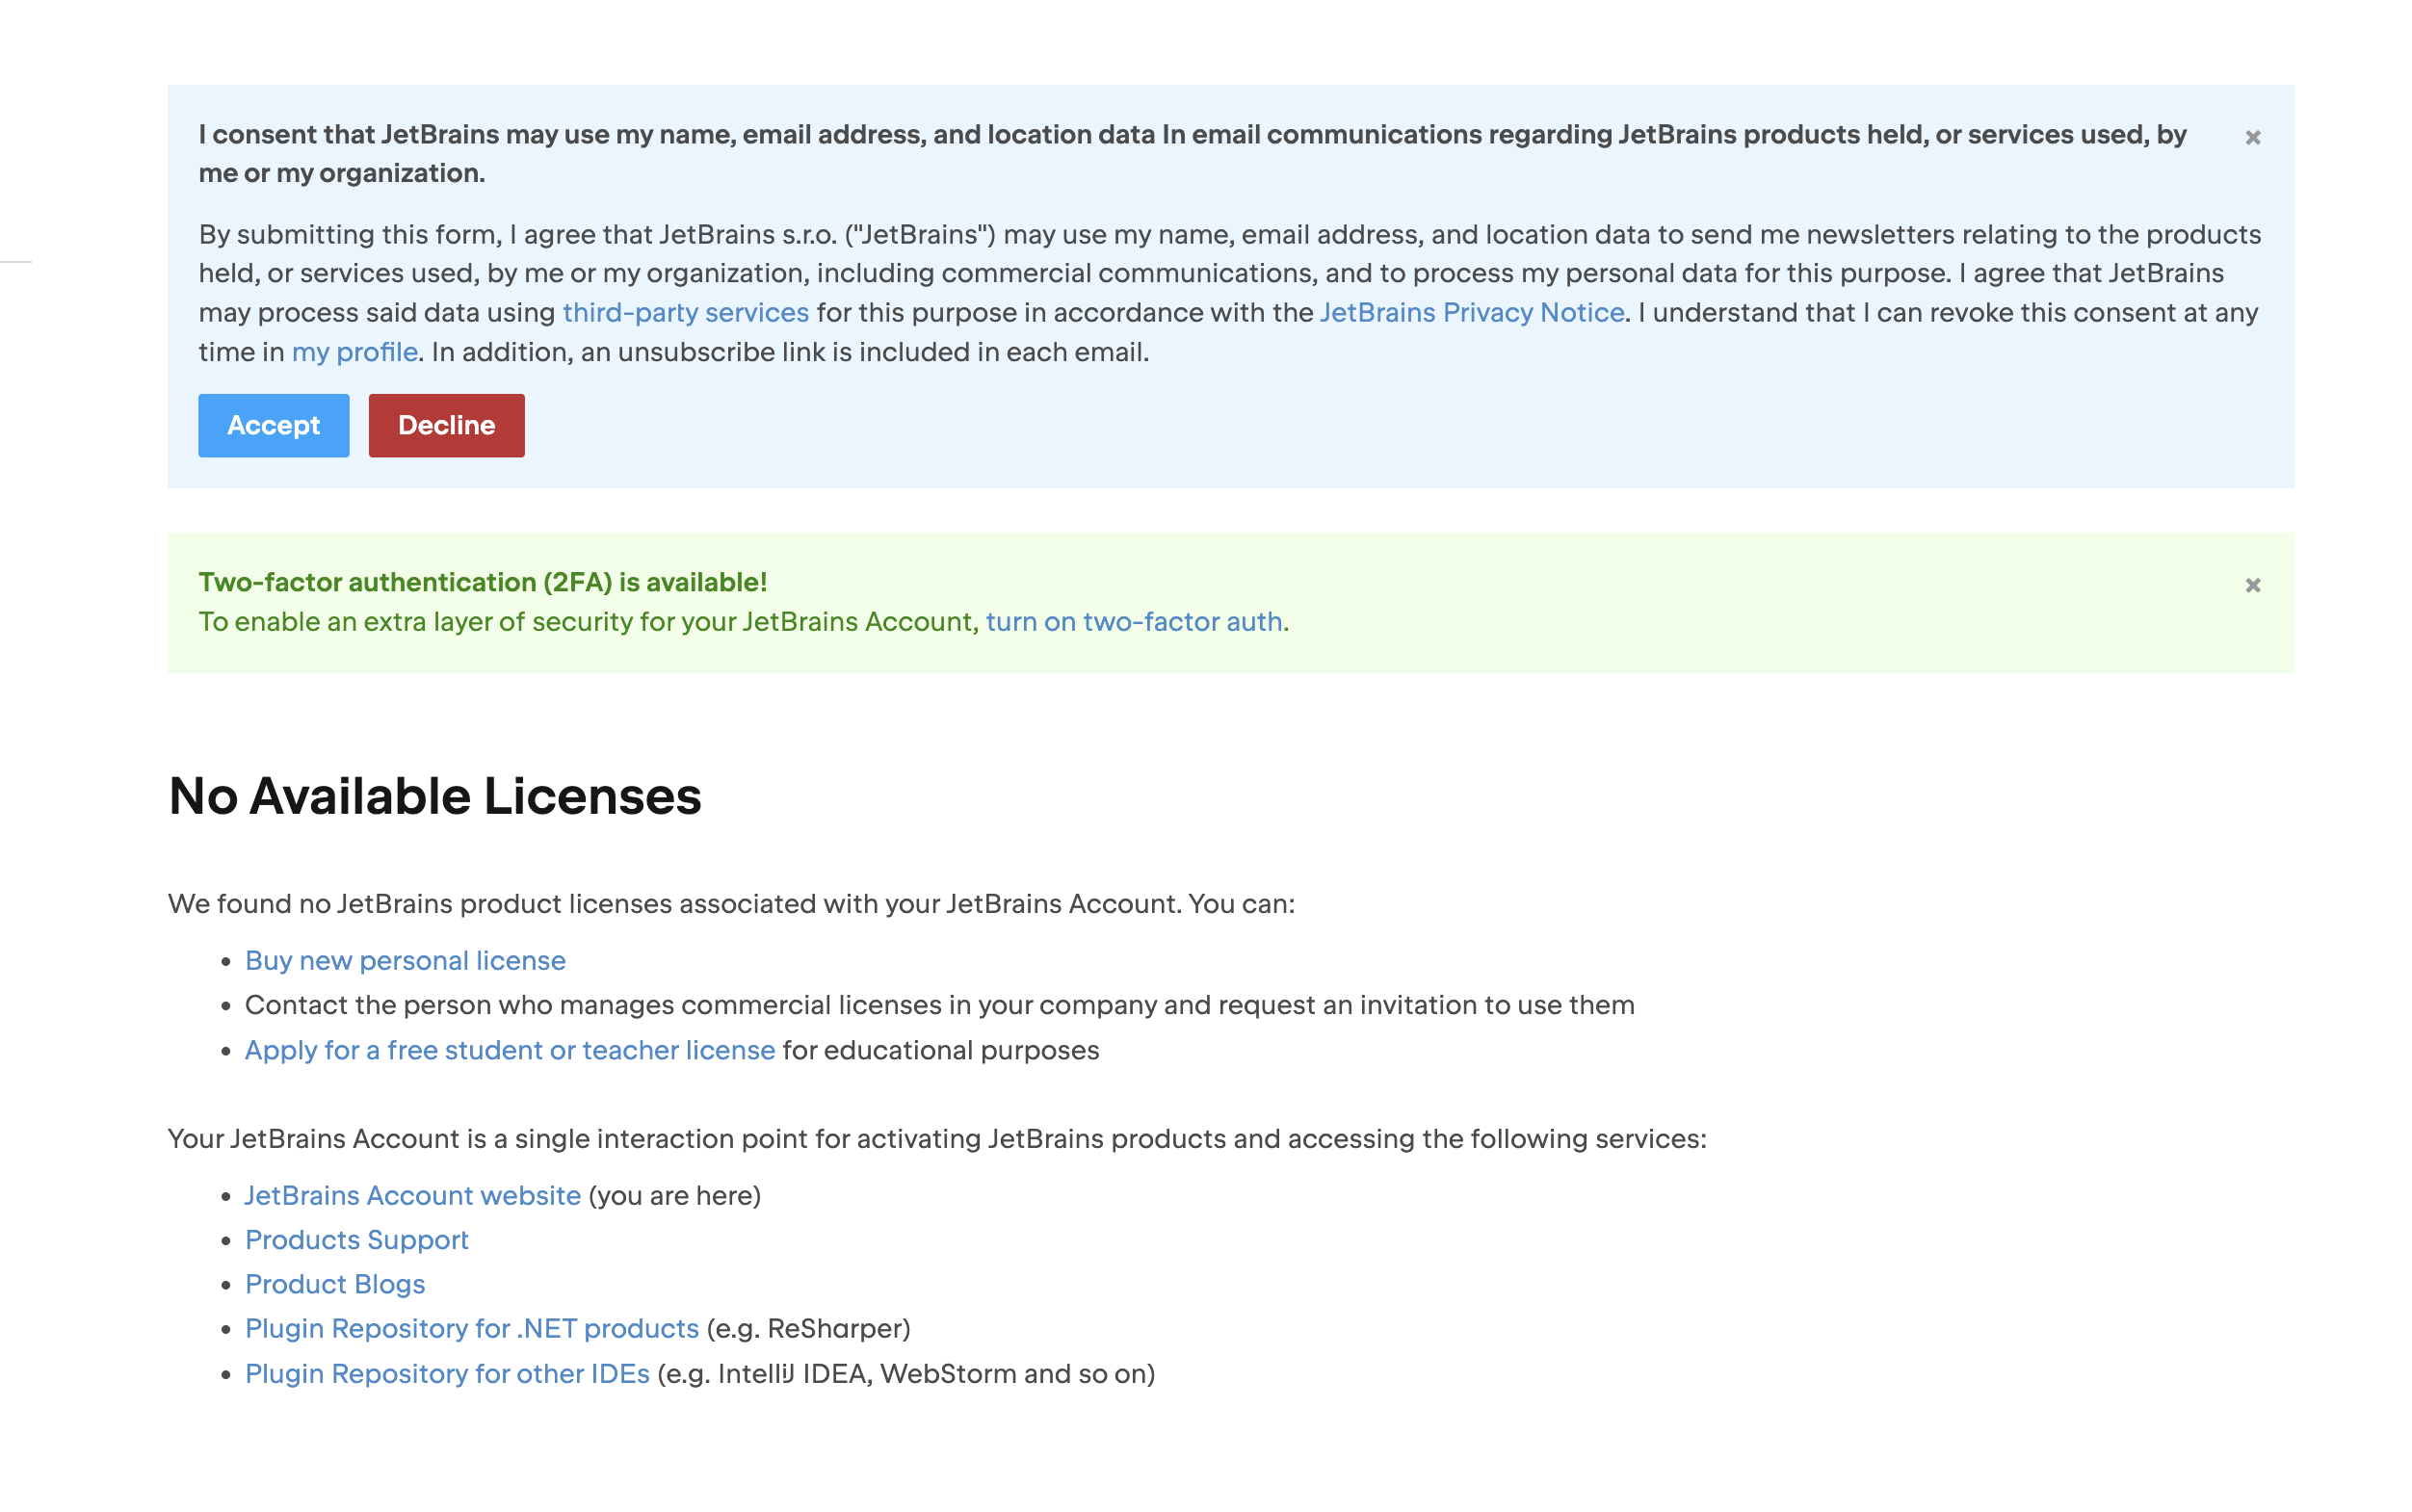 I consent that JetBrains may use my name, email address, and location data In email communications regarding JetBrains products held, or services used, by
me or my organization.
By submitting this form, I agree that JetBrains s.r.o. ("JetBrains") may use my name, email address, and location data to send me newsletters relating to the products
held, or services used, by me or my organization, including commercial communications, and to process my personal data for this purpose. I agree that JetBrains
may process said data using third-party services for this purpose in accordance with the JetBrains Privacy Notice. I understand that I can revoke this consent at any
time in my profile. In addition, an unsubscribe link is included in each email.
Accept Decline
Two-factor authentication (2FA) is available!
To enable an extra layer of security for your JetBrains Account, turn on two-factor auth.
No Available Licenses
We found no JetBrains product licenses associated with your JetBrains Account. You can:
• Buy new personal license
• Contact the person who manages commercial licenses in your company and request an invitation to use them
• Apply for a free student or teacher license for educational purposes
Your JetBrains Account is a single interaction point for activating JetBrains products and accessing the following services:
• JetBrains Account website (you are here)
• Products Support
• Product Blogs
• Plugin Repository for .NET products (e.g. ReSharper)
• Plugin Repository for other IDEs (e.g. IntelliJ IDEA, WebStorm and so on)